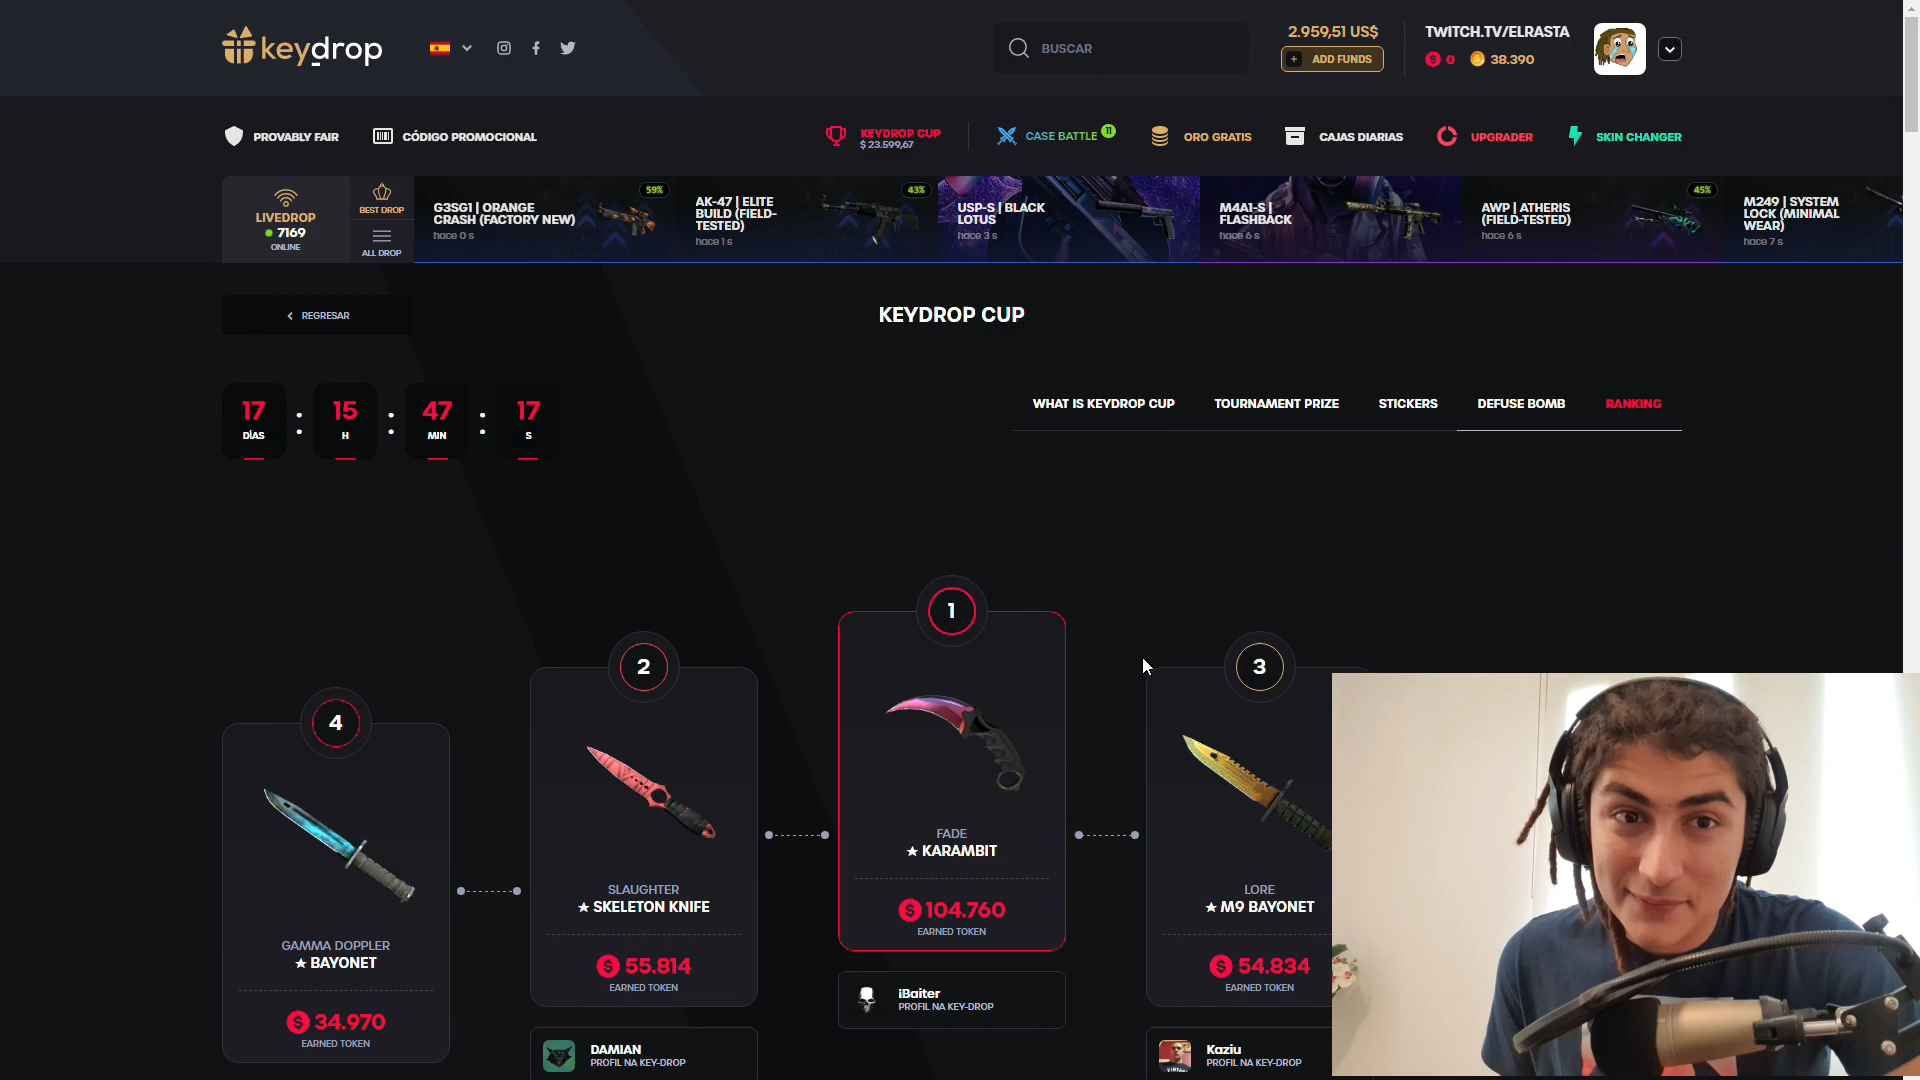 keydrop
BUSCAR
2.959,51 US$
ADD FUNDS
TWITCH.TV/ELRASTA
0
38.390
PROVABLY FAIR
CÓDIGO PROMOCIONAL
KEYDROP CUP
$ 23.599,67
CASE BATTLE
11
ORO GRATIS
CAJAS DIARIAS
UPGRADER
SKIN CHANGER
LIVEDROP
7169
ONLINE
BEST DROP
ALL DROP
59%
G3SG1 | ORANGE
CRASH (FACTORY NEW)
hace 0 s
43%
AK-47 | ELITE
BUILD (FIELD-
TESTED)
hace 1 s
USP-S | BLACK
LOTUS
hace 3 s
M4A1-S |
FLASHBACK
hace 6 s
45%
AWP | ATHERIS
(FIELD-TESTED)
hace 6 s
M249 | SYSTEM
LOCK (MINIMAL
WEAR)
hace 7 s
REGRESAR
KEYDROP CUP
17 : 15 : 47 : 17
DÍAS H MIN S
WHAT IS KEYDROP CUP
TOURNAMENT PRIZE
STICKERS
DEFUSE BOMB
RANKING
4
GAMMA DOPPLER
★ BAYONET
$ 34.970
EARNED TOKEN
2
SLAUGHTER
★ SKELETON KNIFE
$ 55.814
EARNED TOKEN
DAMIAN
PROFIL NA KEY-DROP
1
FADE
★ KARAMBIT
$ 104.760
EARNED TOKEN
iBaiter
PROFIL NA KEY-DROP
3
LORE
★ M9 BAYONET
$ 54.834
EARNED TOKEN
Kaziu
PROFIL NA KEY-DROP